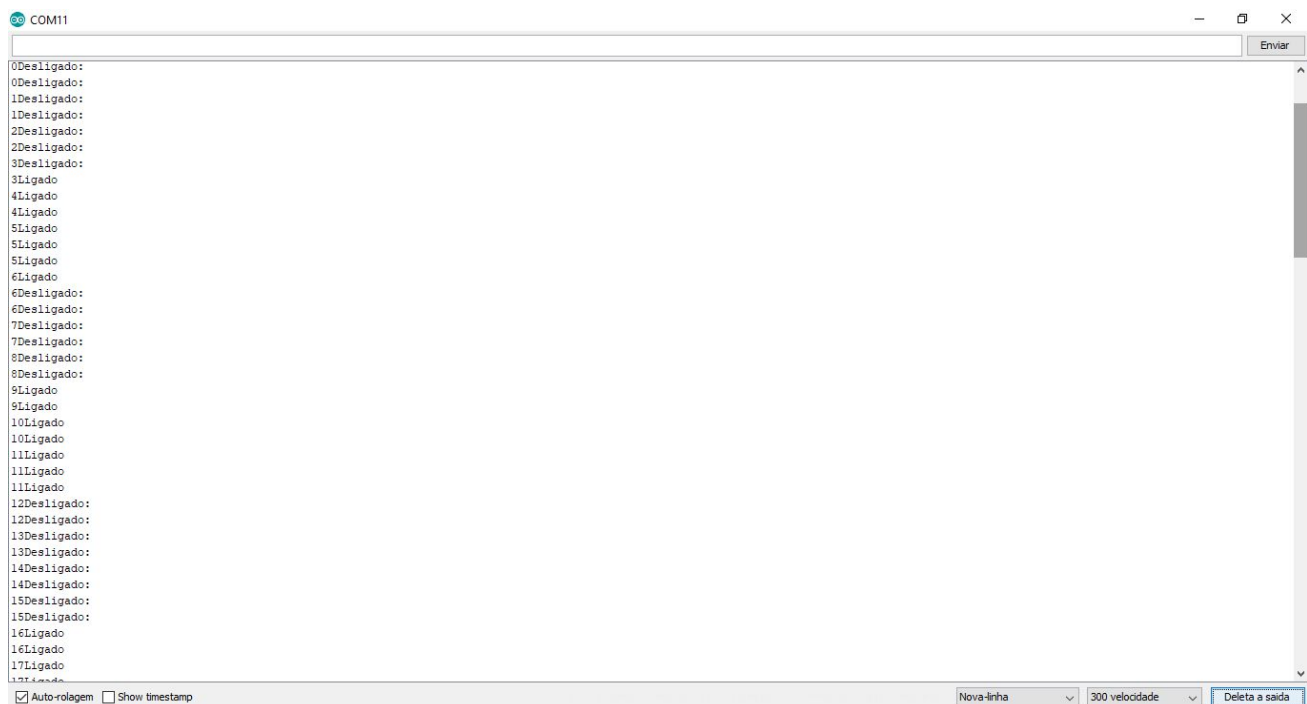 COM11
Enviar
0Desligado:
0Desligado:
1Desligado:
1Desligado:
2Desligado:
2Desligado:
3Desligado:
3Ligado
4Ligado
4Ligado
5Ligado
5Ligado
5Ligado
6Ligado
6Desligado:
6Desligado:
7Desligado:
7Desligado:
8Desligado:
8Desligado:
9Ligado
9Ligado
10Ligado
10Ligado
11Ligado
11Ligado
11Ligado
12Desligado:
12Desligado:
13Desligado:
13Desligado:
14Desligado:
14Desligado:
15Desligado:
15Desligado:
16Ligado
16Ligado
17Ligado
17Ligado
Auto-rolagem Show timestamp Nova-linha 300 velocidade Deleta a saida